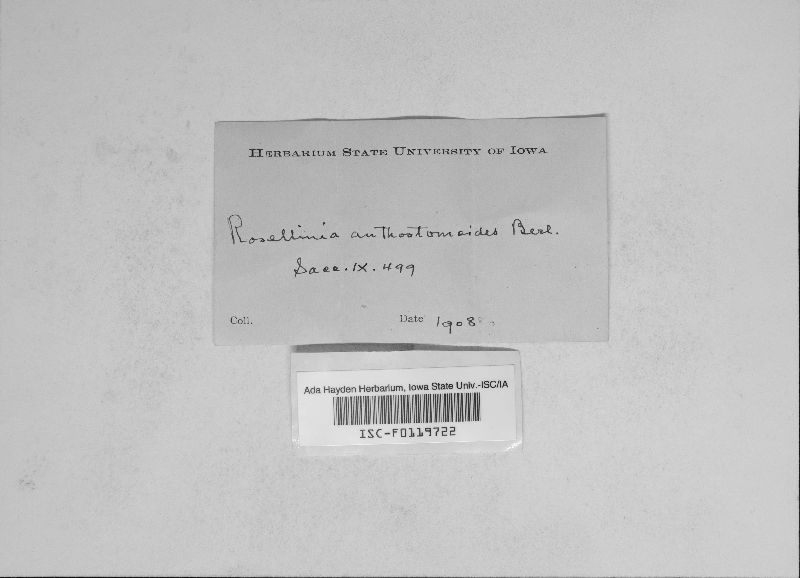 Herbarium State University of Iowa
Rosellinia anthostomoides Berl.
Sacc. IX. 499
Coll. Date 1908
Ada Hayden Herbarium, Iowa State Univ.-ISC/IA
ISC-F0119722